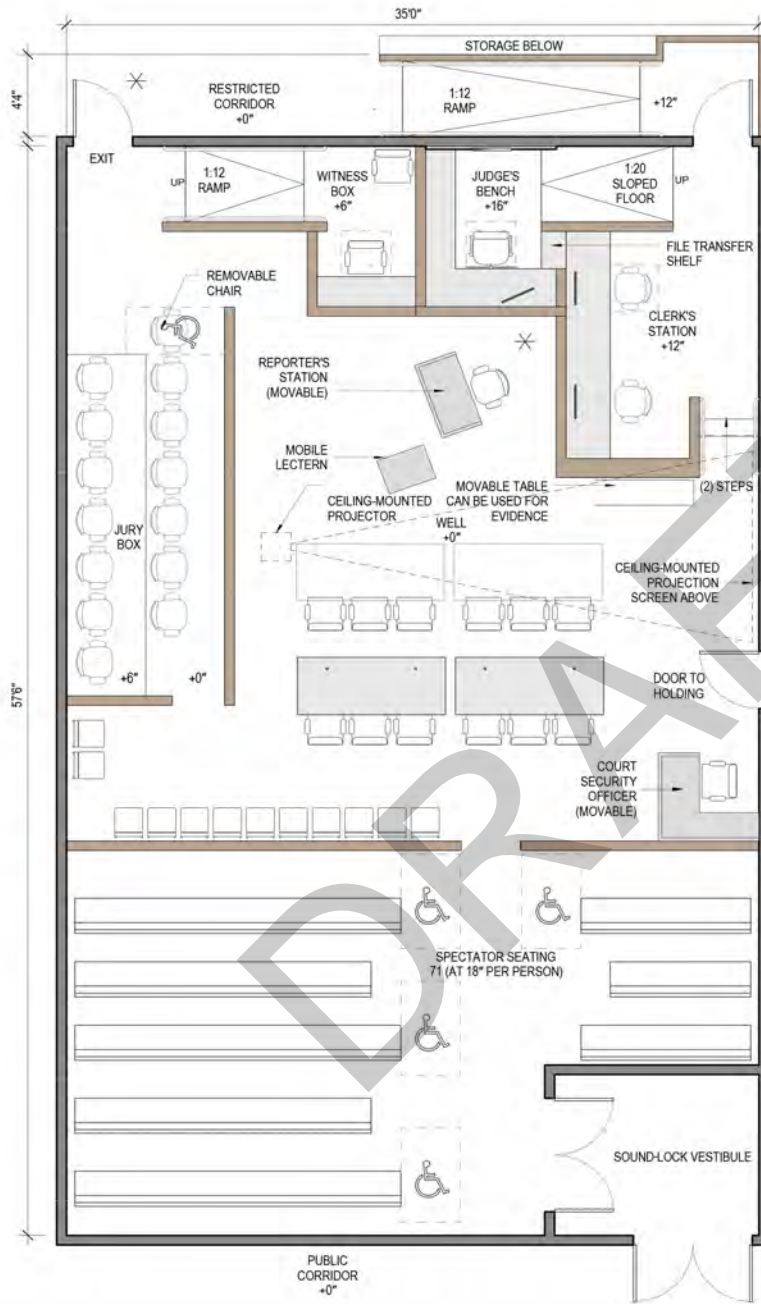 35'0"
STORAGE BELOW
4'4"
RESTRICTED
CORRIDOR
+0"
1:12
RAMP
+12"
EXIT
UP
1:12
RAMP
WITNESS
BOX
+6"
JUDGE'S
BENCH
+16"
1:20
SLOPED
FLOOR
UP
FILE TRANSFER
SHELF
REMOVABLE
CHAIR
CLERK'S
STATION
+12"
REPORTER'S
STATION
(MOVABLE)
MOBILE
LECTERN
CEILING-MOUNTED
PROJECTOR
MOVABLE TABLE
CAN BE USED FOR
EVIDENCE
(2) STEPS
WELL
+0"
JURY
BOX
CEILING-MOUNTED
PROJECTION
SCREEN ABOVE
+6"
+0"
57'6"
DOOR TO
HOLDING
COURT
SECURITY
OFFICER
(MOVABLE)
SPECTATOR SEATING
71 (AT 18" PER PERSON)
SOUND-LOCK VESTIBULE
PUBLIC
CORRIDOR
+0"
DRAF